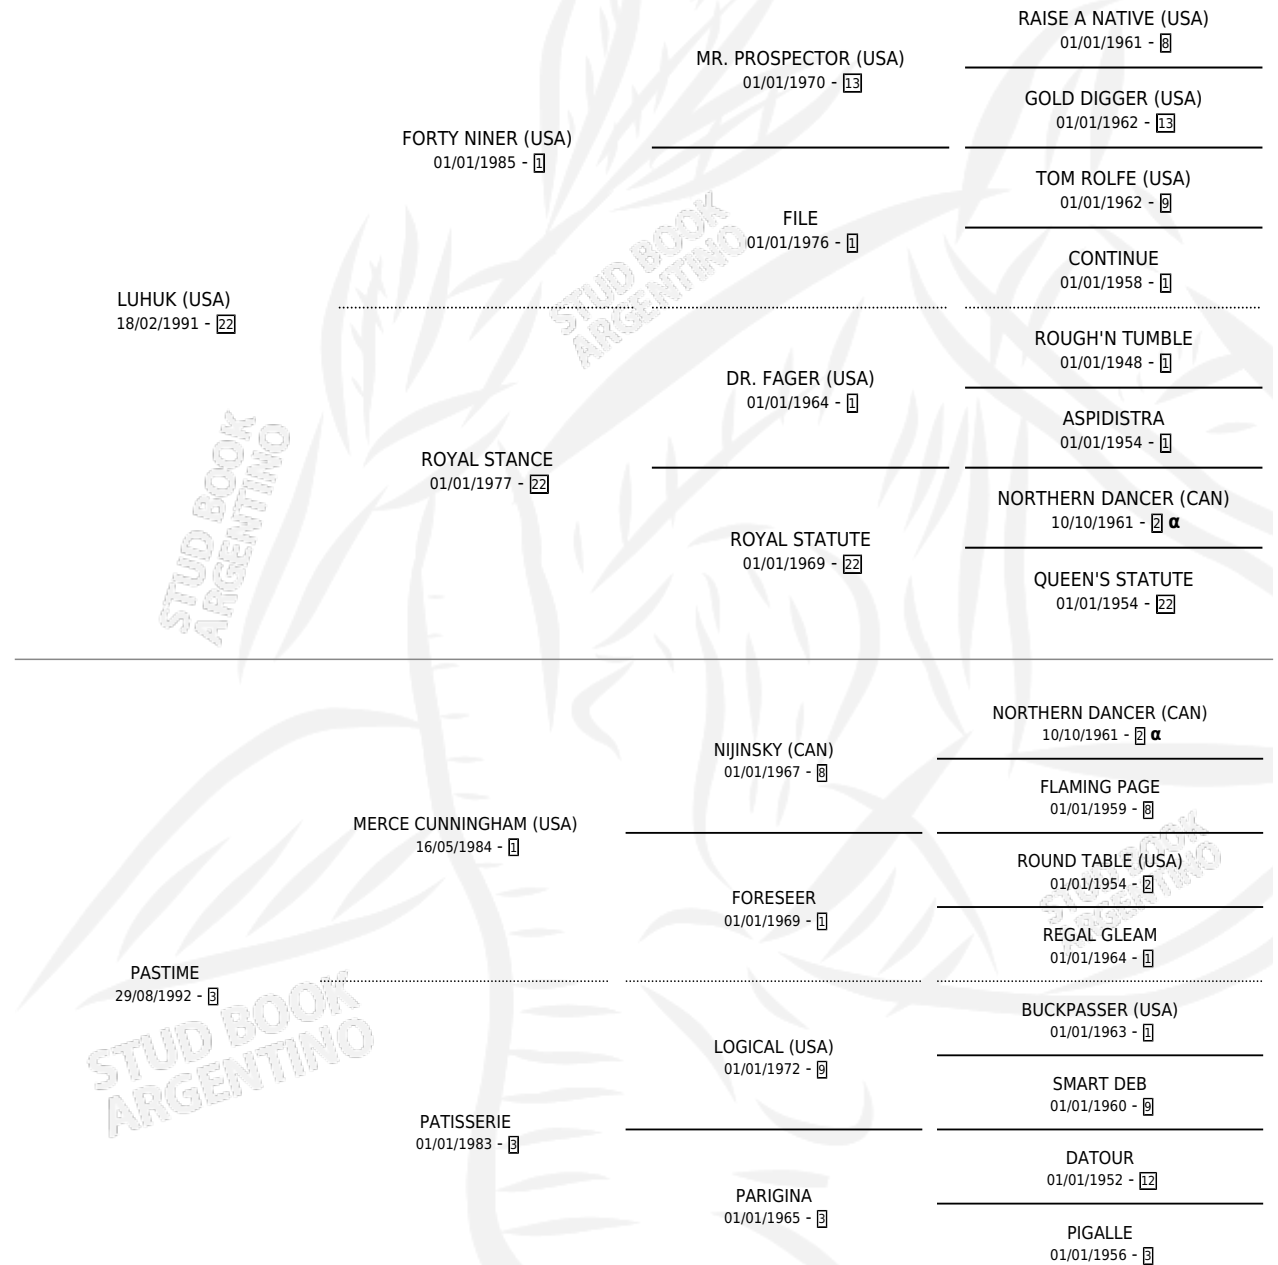 RAISE A NATIVE (USA)
01/01/1961 - 8
MR. PROSPECTOR (USA)
01/01/1970 - 13
GOLD DIGGER (USA)
01/01/1962 - 13
FORTY NINER (USA)
01/01/1985 - 1
TOM ROLFE (USA)
01/01/1962 - 9
FILE
01/01/1976 - 1
CONTINUE
01/01/1958 - 1
LUHUK (USA)
18/02/1991 - 22
ROUGH'N TUMBLE
01/01/1948 - 1
DR. FAGER (USA)
01/01/1964 - 1
ASPIDISTRA
01/01/1954 - 1
ROYAL STANCE
01/01/1977 - 22
NORTHERN DANCER (CAN)
10/10/1961 - 2 α
ROYAL STATUTE
01/01/1969 - 22
QUEEN'S STATUTE
01/01/1954 - 22
NORTHERN DANCER (CAN)
10/10/1961 - 2 α
NIJINSKY (CAN)
01/01/1967 - 8
FLAMING PAGE
01/01/1959 - 8
MERCE CUNNINGHAM (USA)
16/05/1984 - 1
ROUND TABLE (USA)
01/01/1954 - 2
FORESEER
01/01/1969 - 1
REGAL GLEAM
01/01/1964 - 1
PASTIME
29/08/1992 - 3
BUCKPASSER (USA)
01/01/1963 - 1
LOGICAL (USA)
01/01/1972 - 9
SMART DEB
01/01/1960 - 9
PATISSERIE
01/01/1983 - 3
DATOUR
01/01/1952 - 12
PARIGINA
01/01/1965 - 3
PIGALLE
01/01/1956 - 3
STUD BOOK
ARGENTINO
STUD BOOK
ARGENTINO
STUD BOOK
ARGENTINO
STUD BOOK
ARGENTINO